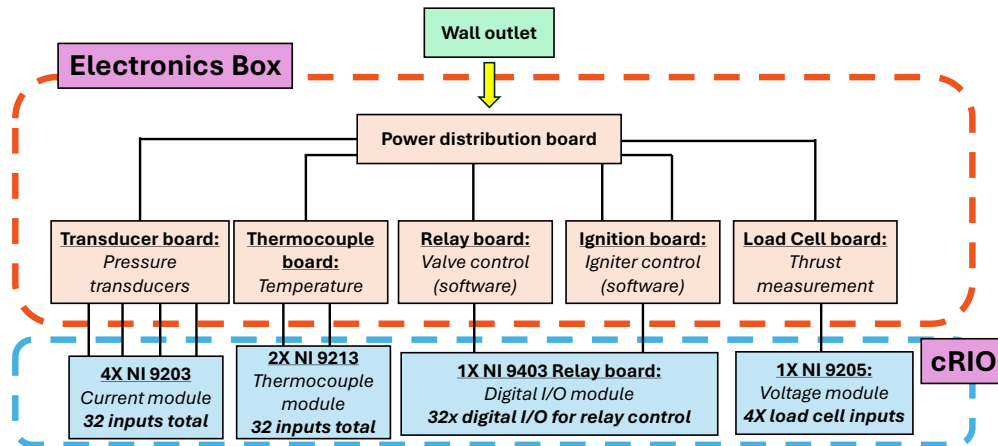 Wall outlet
Electronics Box
Power distribution board
Transducer board:
Pressure
transducers
Thermocouple
board:
Temperature
Relay board:
Valve control
(software)
Ignition board:
Igniter control
(software)
Load Cell board:
Thrust
measurement
cRIO
4X NI 9203
Current module
32 inputs total
2X NI 9213
Thermocouple
module
32 inputs total
1X NI 9403 Relay board:
Digital I/O module
32x digital I/O for relay control
1X NI 9205:
Voltage module
4X load cell inputs